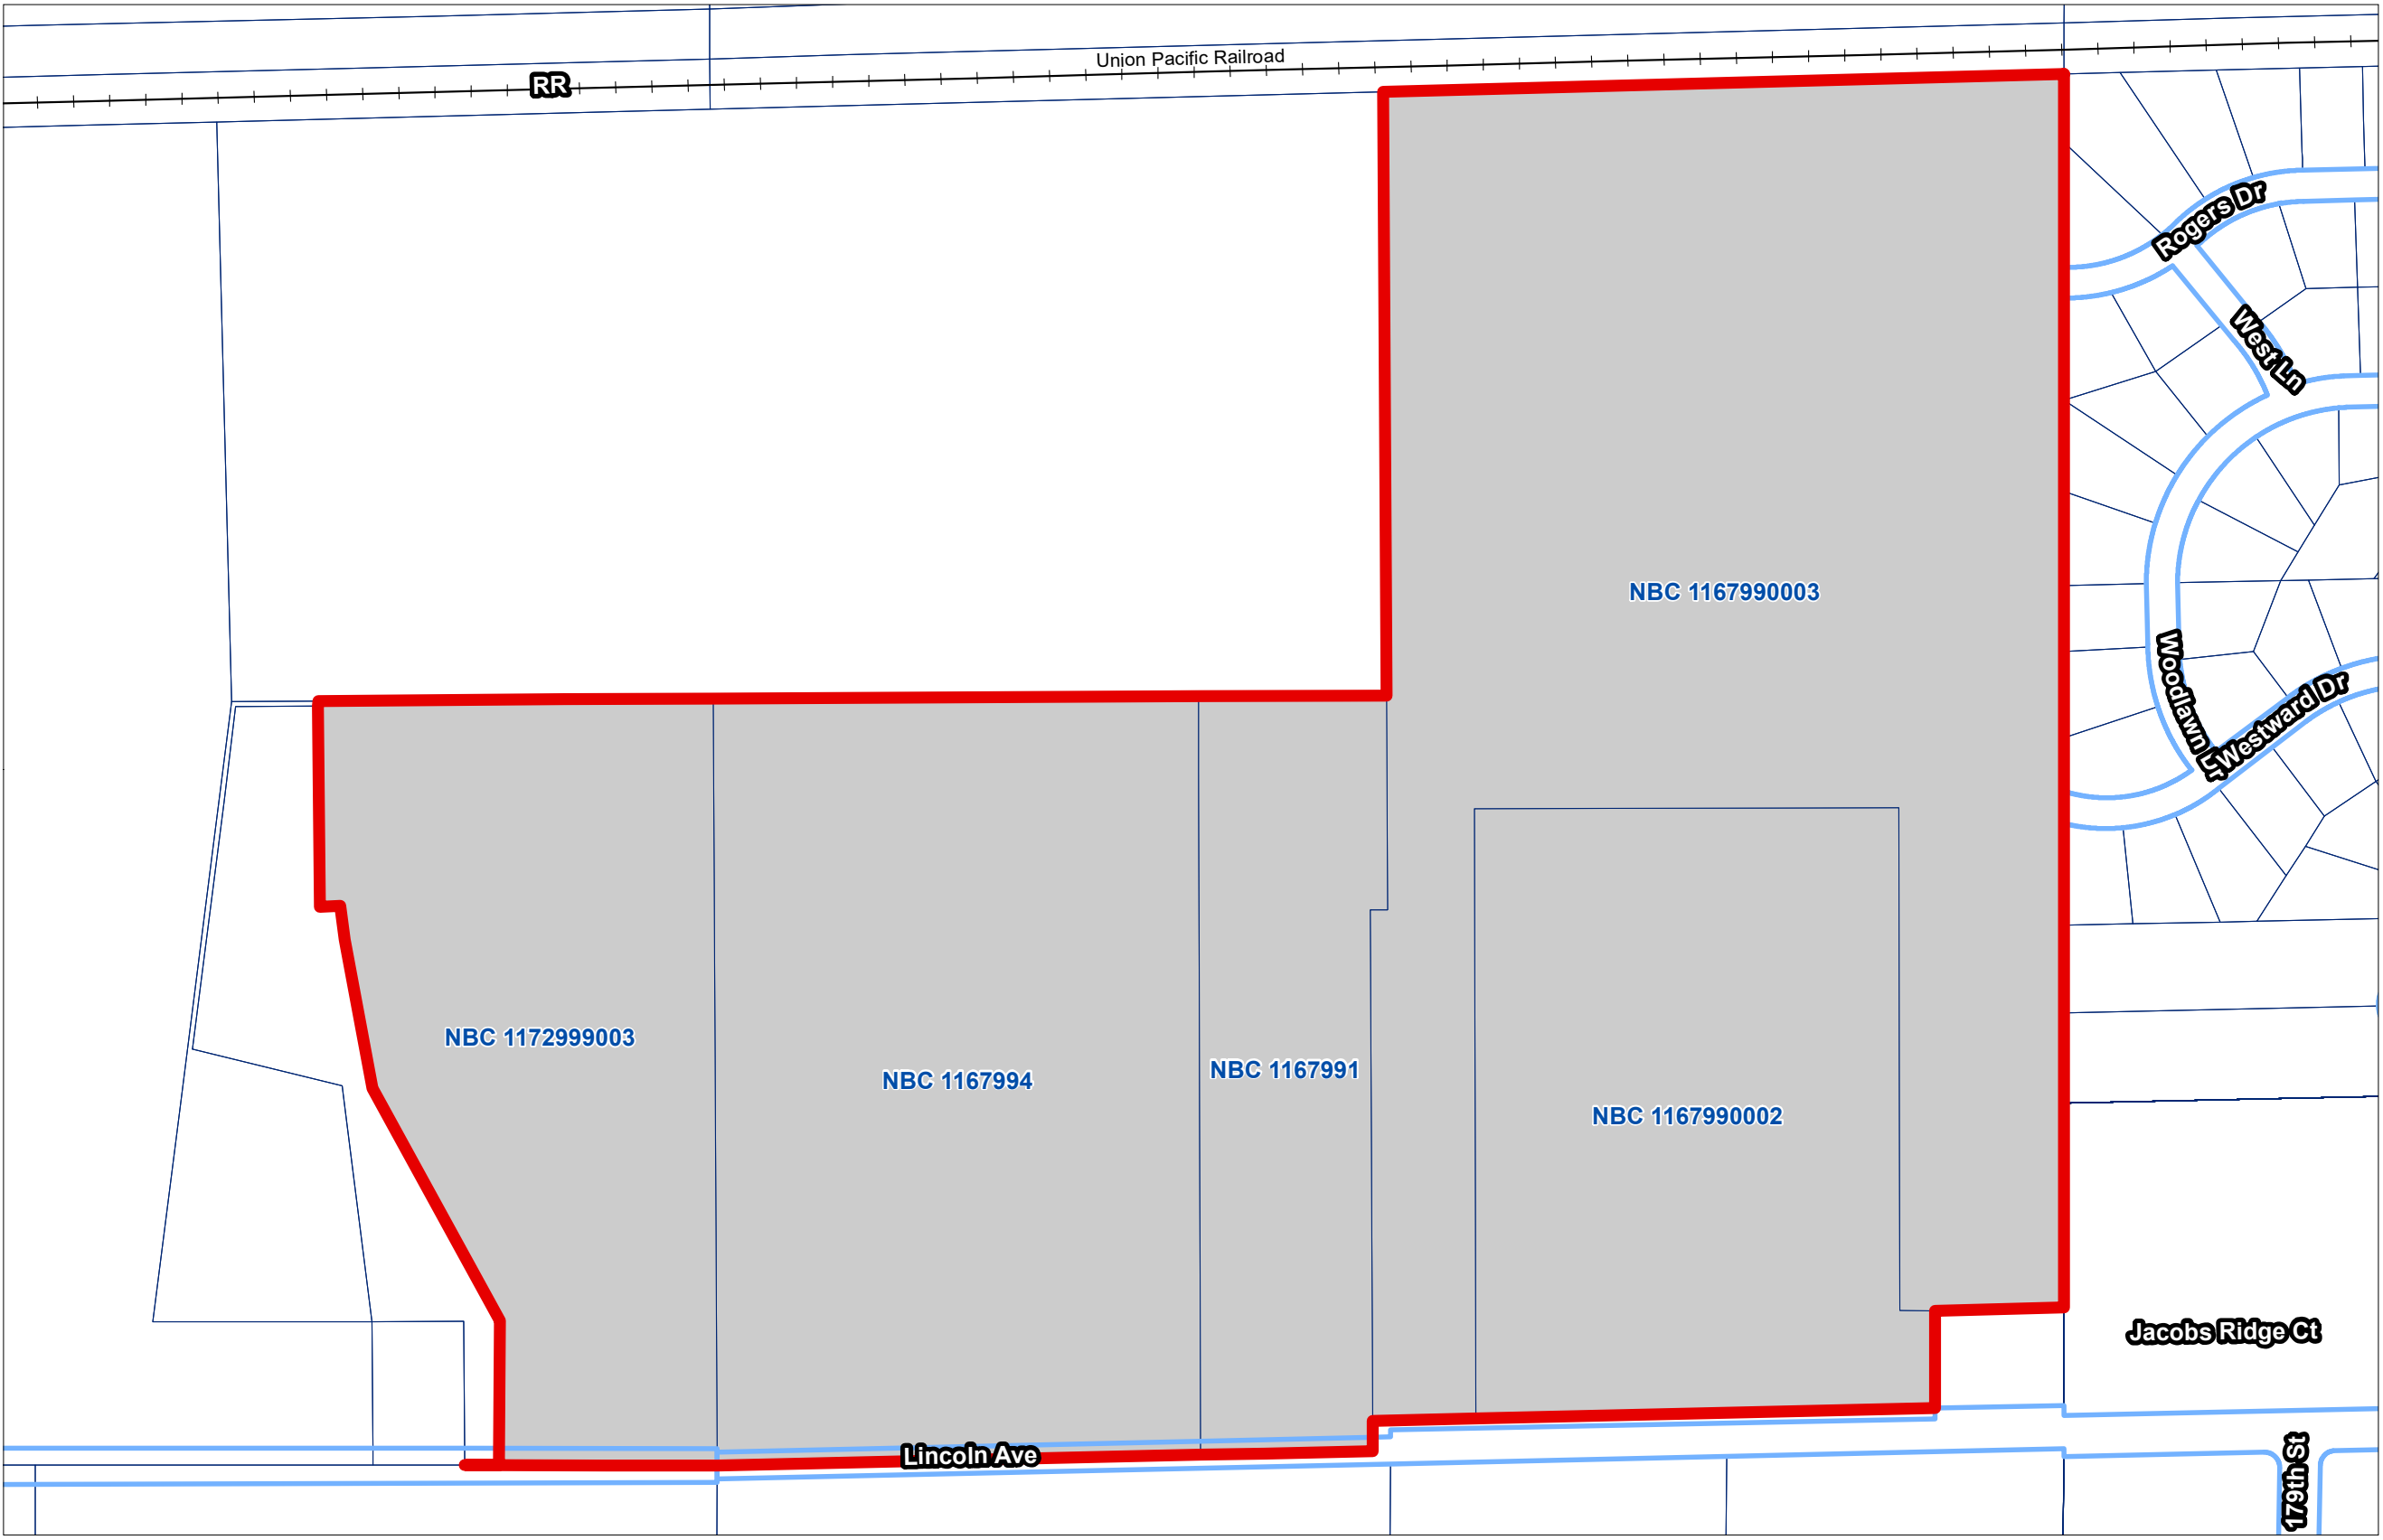 Union Pacific Railroad
RR
Rogers Dr
West Ln
NBC 1167990003
Woodlawn Dr
Westward Dr
NBC 1172999003
NBC 1167994
NBC 1167991
NBC 1167990002
Jacobs Ridge Ct
Lincoln Ave
179th St